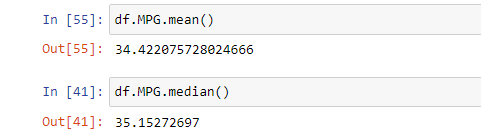 In [55]: df.MPG.mean()
Out[55]: 34.422075728024666
In [41]: df.MPG.median()
Out[41]: 35.15272697